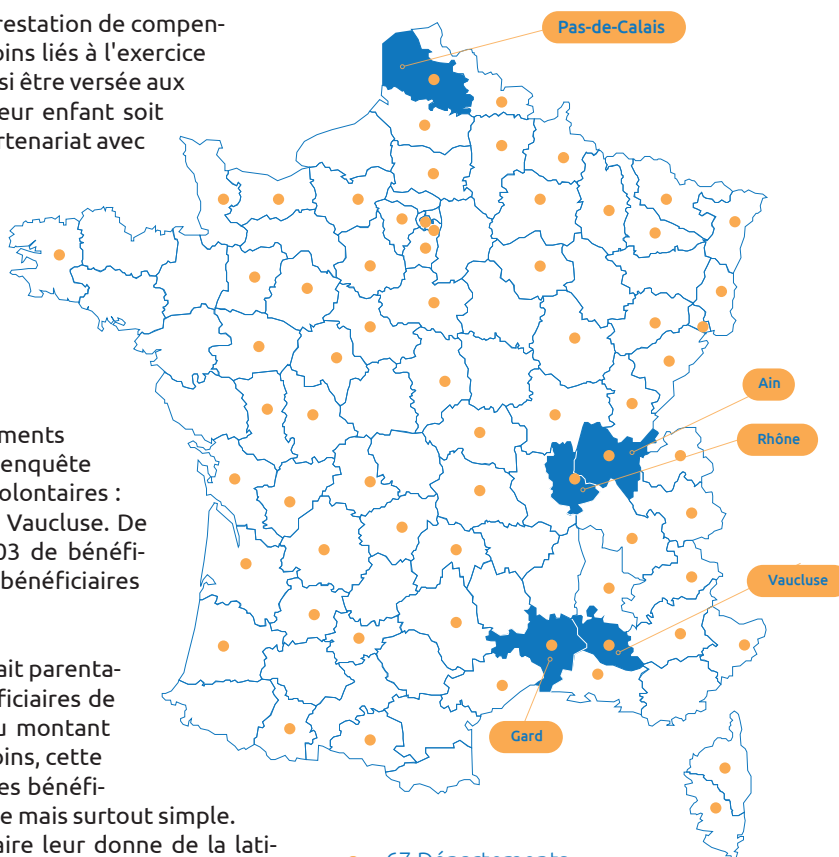 restation de compen-
oins liés à l'exercice
si être versée aux
eur enfant soit
rtenariat avec
Pas-de-Calais
Ain
Rhône
ments
enquête
olontaires :
Vaucluse. De
03 de bénéfi-
bénéficiaires
Vaucluse
ait parenta-
ficiaires de
u montant
oins, cette
es bénéfi-
e mais surtout simple.
aire leur donne de la lati-
Gard
67 Départements